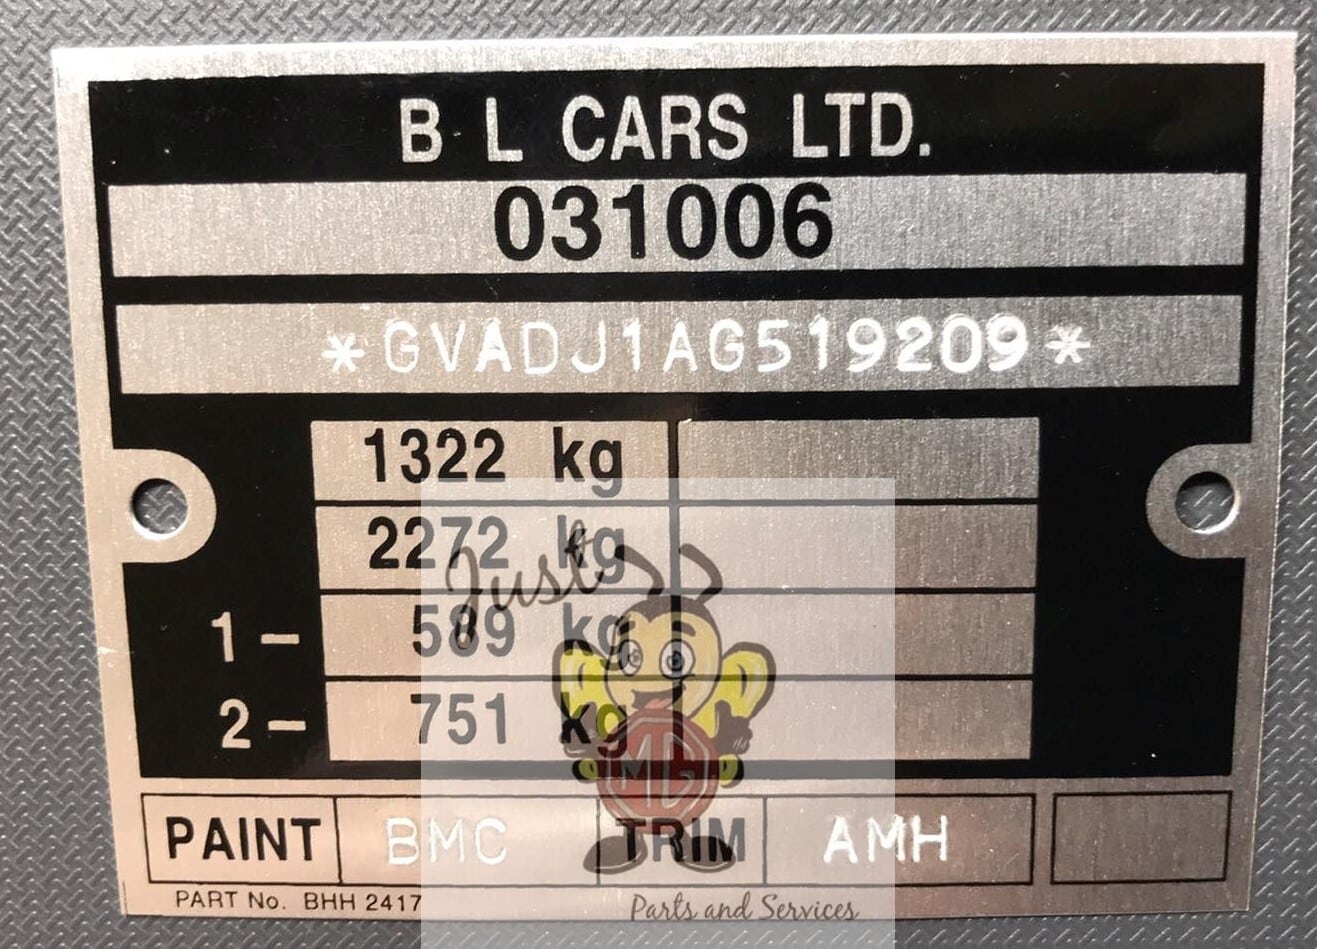 B L CARS LTD.
031006
*GVADJ1AG519209*
1322 kg
2272 kg
Just
1- 589 kg
2- 751 kg
MG
PAINT BMC TRIM AMH
PART No. BHH 2417
Parts and Services